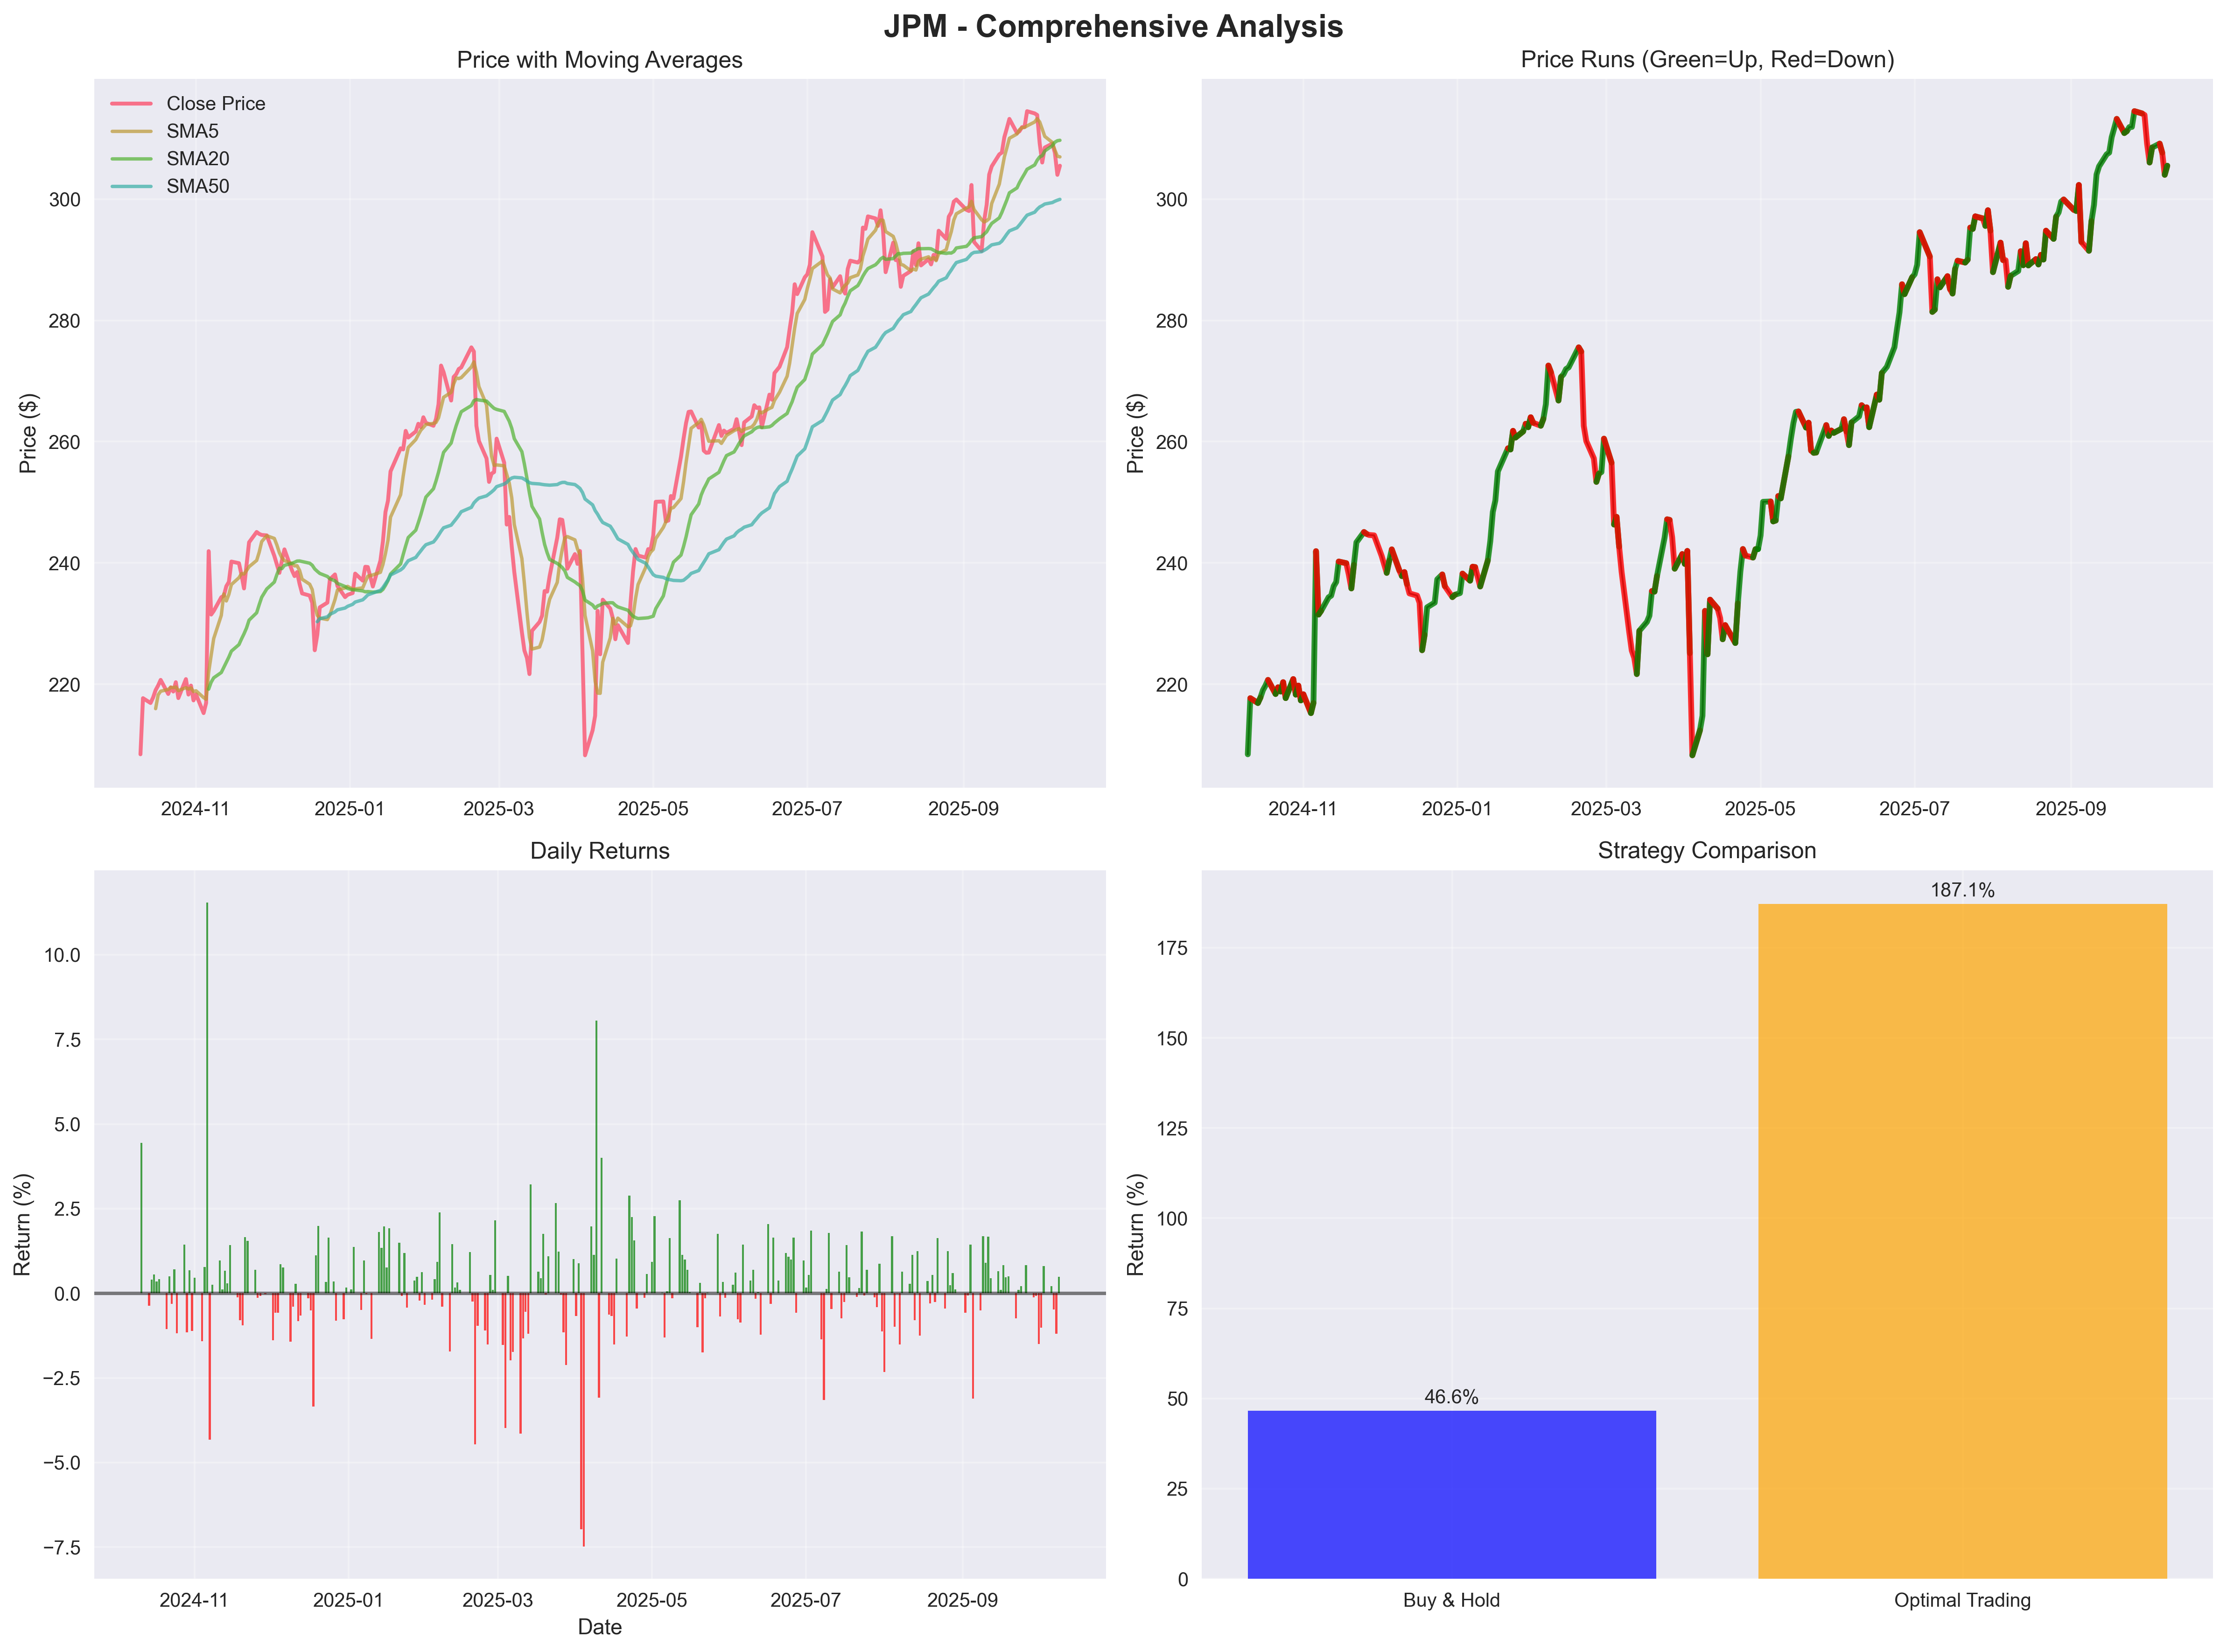 JPM - Comprehensive Analysis
Price with Moving Averages
Close Price
SMA5
SMA20
SMA50
Price ($)
300
280
260
240
220
2024-11 2025-01 2025-03 2025-05 2025-07 2025-09
Price Runs (Green=Up, Red=Down)
Price ($)
300
280
260
240
220
2024-11 2025-01 2025-03 2025-05 2025-07 2025-09
Daily Returns
Return (%)
10.0
7.5
5.0
2.5
0.0
−2.5
−5.0
−7.5
2024-11 2025-01 2025-03 2025-05 2025-07 2025-09
Date
Strategy Comparison
Return (%)
175
150
125
100
75
50
25
0
46.6%
187.1%
Buy & Hold Optimal Trading